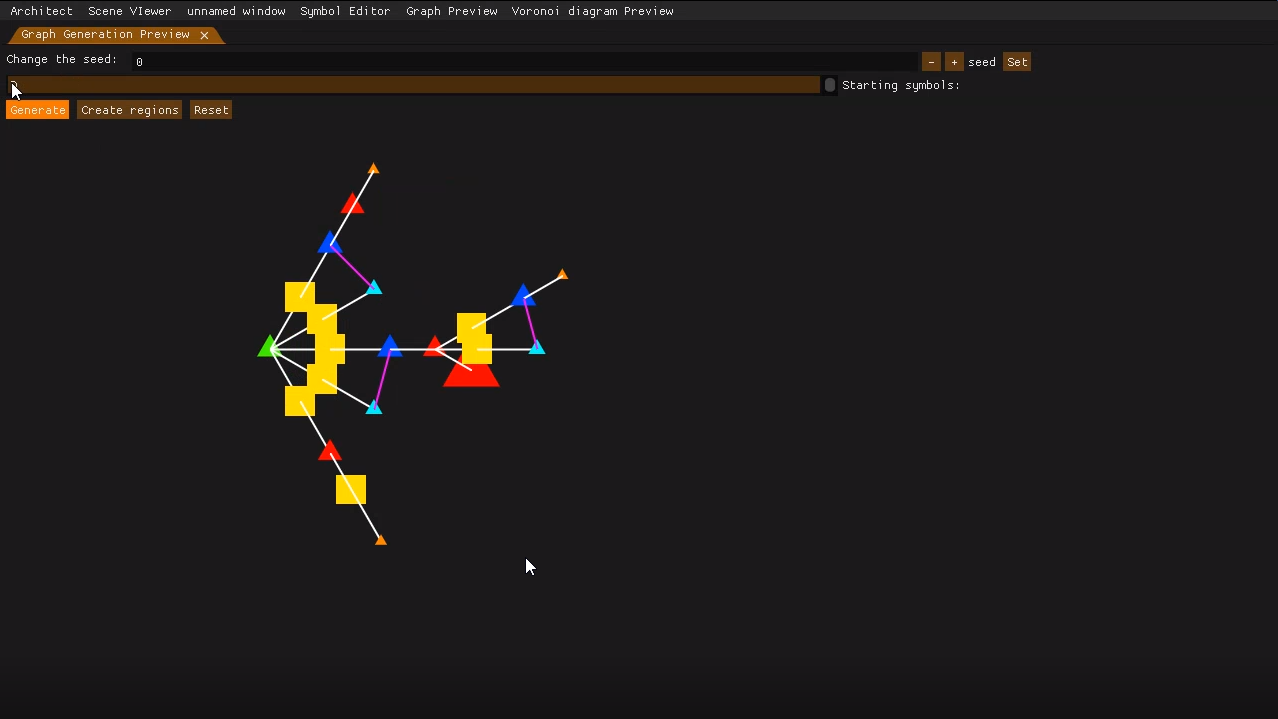 Architect Scene VIewer unnamed window Symbol Editor Graph Preview Voronoi diagram Preview
Graph Generation Preview
Change the seed: 0 - + seed Set
Starting symbols:
Generate Create regions Reset